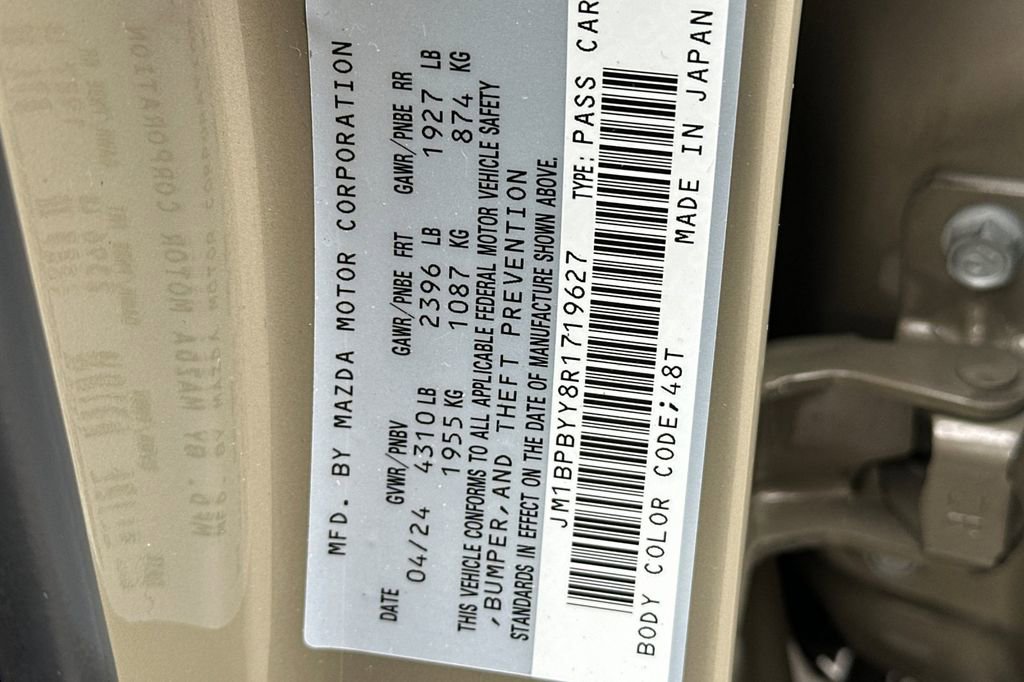 MFD. BY MAZDA MOTOR CORPORATION
DATE GVWR/PNBV GAWR/PNBE FRT GAWR/PNBE RR
04/24 4310 LB 2396 LB 1927 LB
1955 KG 1087 KG 874 KG
THIS VEHICLE CONFORMS TO ALL APPLICABLE FEDERAL MOTOR VEHICLE SAFETY
, BUMPER, AND THEFT PREVENTION
STANDARDS IN EFFECT ON THE DATE OF MANUFACTURE SHOWN ABOVE.
JM1BPBYY8R1719627 TYPE: PASS CAR
BODY COLOR CODE;48T MADE IN JAPAN